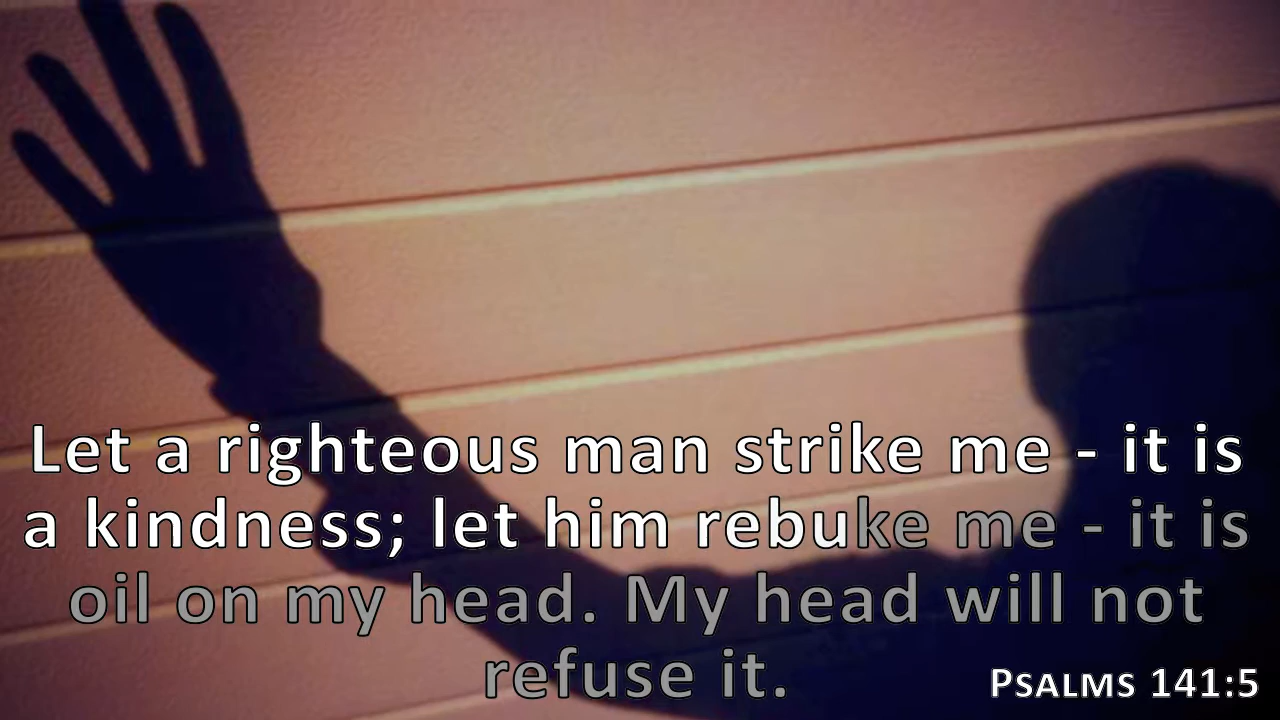 Let a righteous man strike me - it is
a kindness; let him rebuke me - it is
oil on my head. My head will not
refuse it.
Psalms 141:5